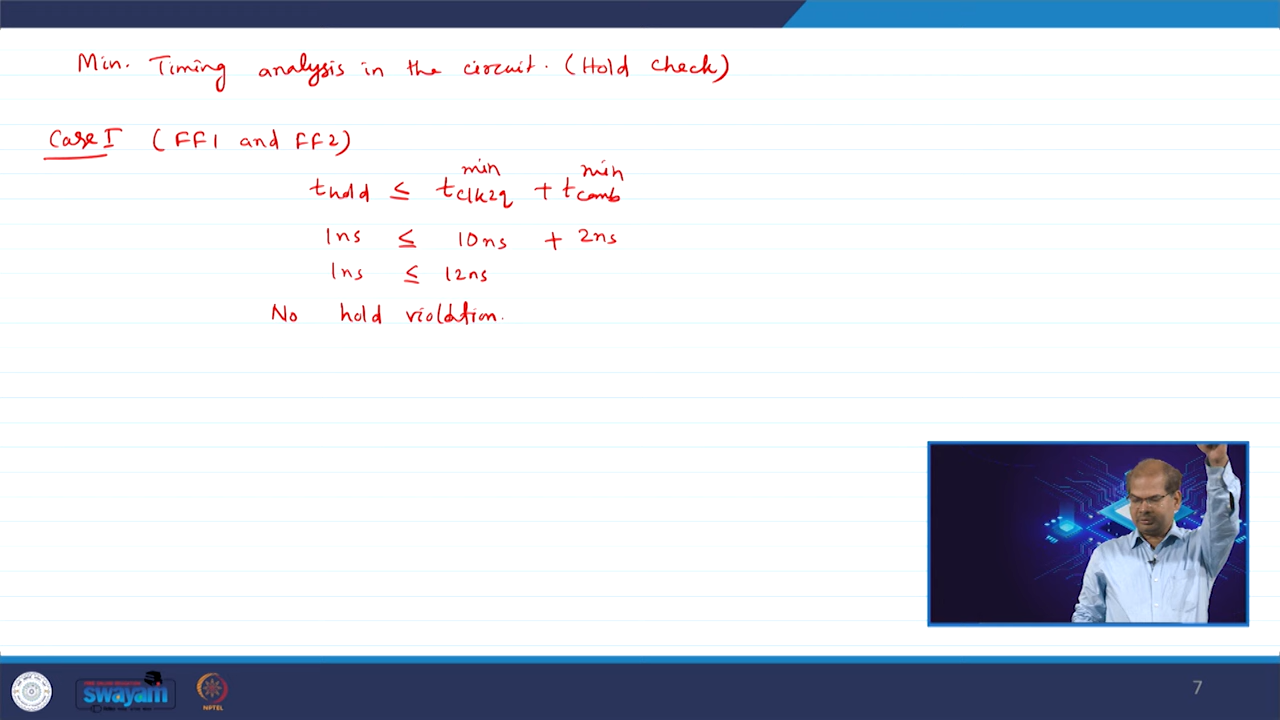 Min. Timing analysis in the circuit. (Hold check)
Case I (FF1 and FF2)
thold ≤ tclk2q min + tcomb min
1ns ≤ 10ns + 2ns
1ns ≤ 12ns
No hold violation.
7
swayam
NPTEL